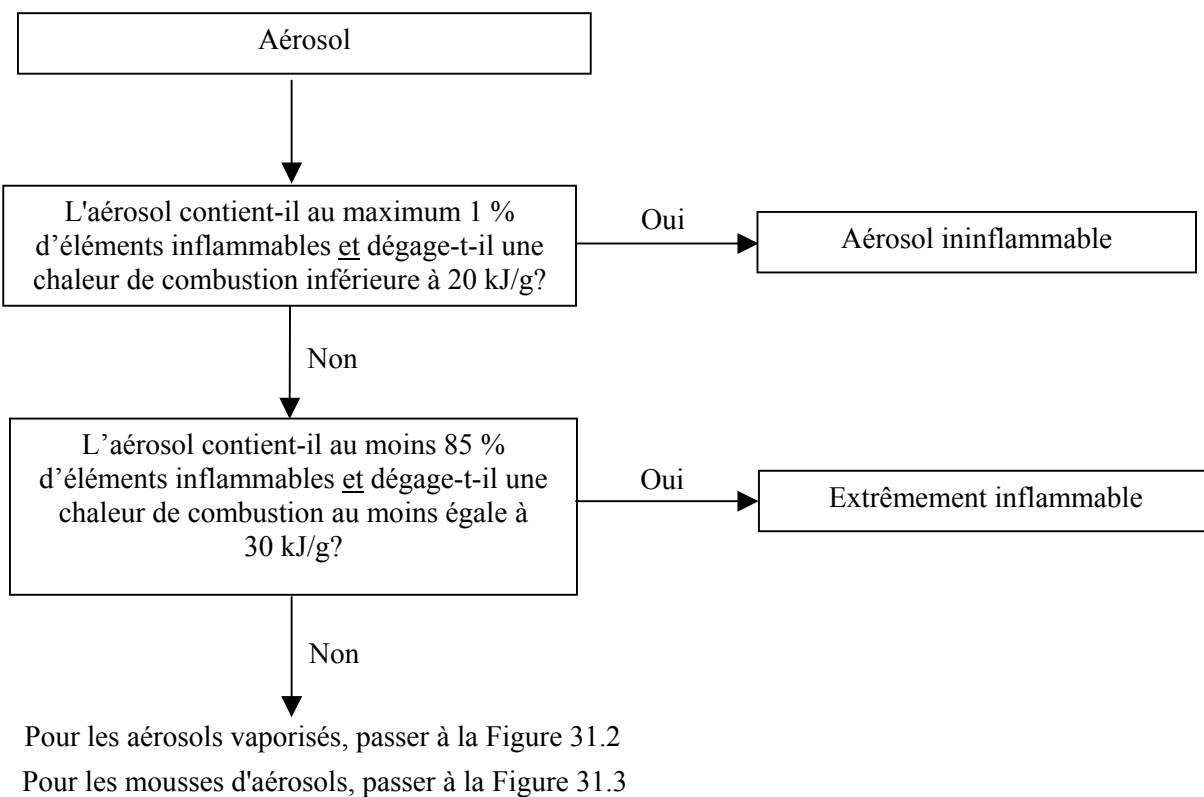 Aérosol
L'aérosol contient-il au maximum 1 %
d’éléments inflammables et dégage-t-il une
chaleur de combustion inférieure à 20 kJ/g?
Oui
Aérosol ininflammable
Non
L’aérosol contient-il au moins 85 %
d’éléments inflammables et dégage-t-il une
chaleur de combustion au moins égale à
30 kJ/g?
Oui
Extrêmement inflammable
Non
Pour les aérosols vaporisés, passer à la Figure 31.2
Pour les mousses d'aérosols, passer à la Figure 31.3